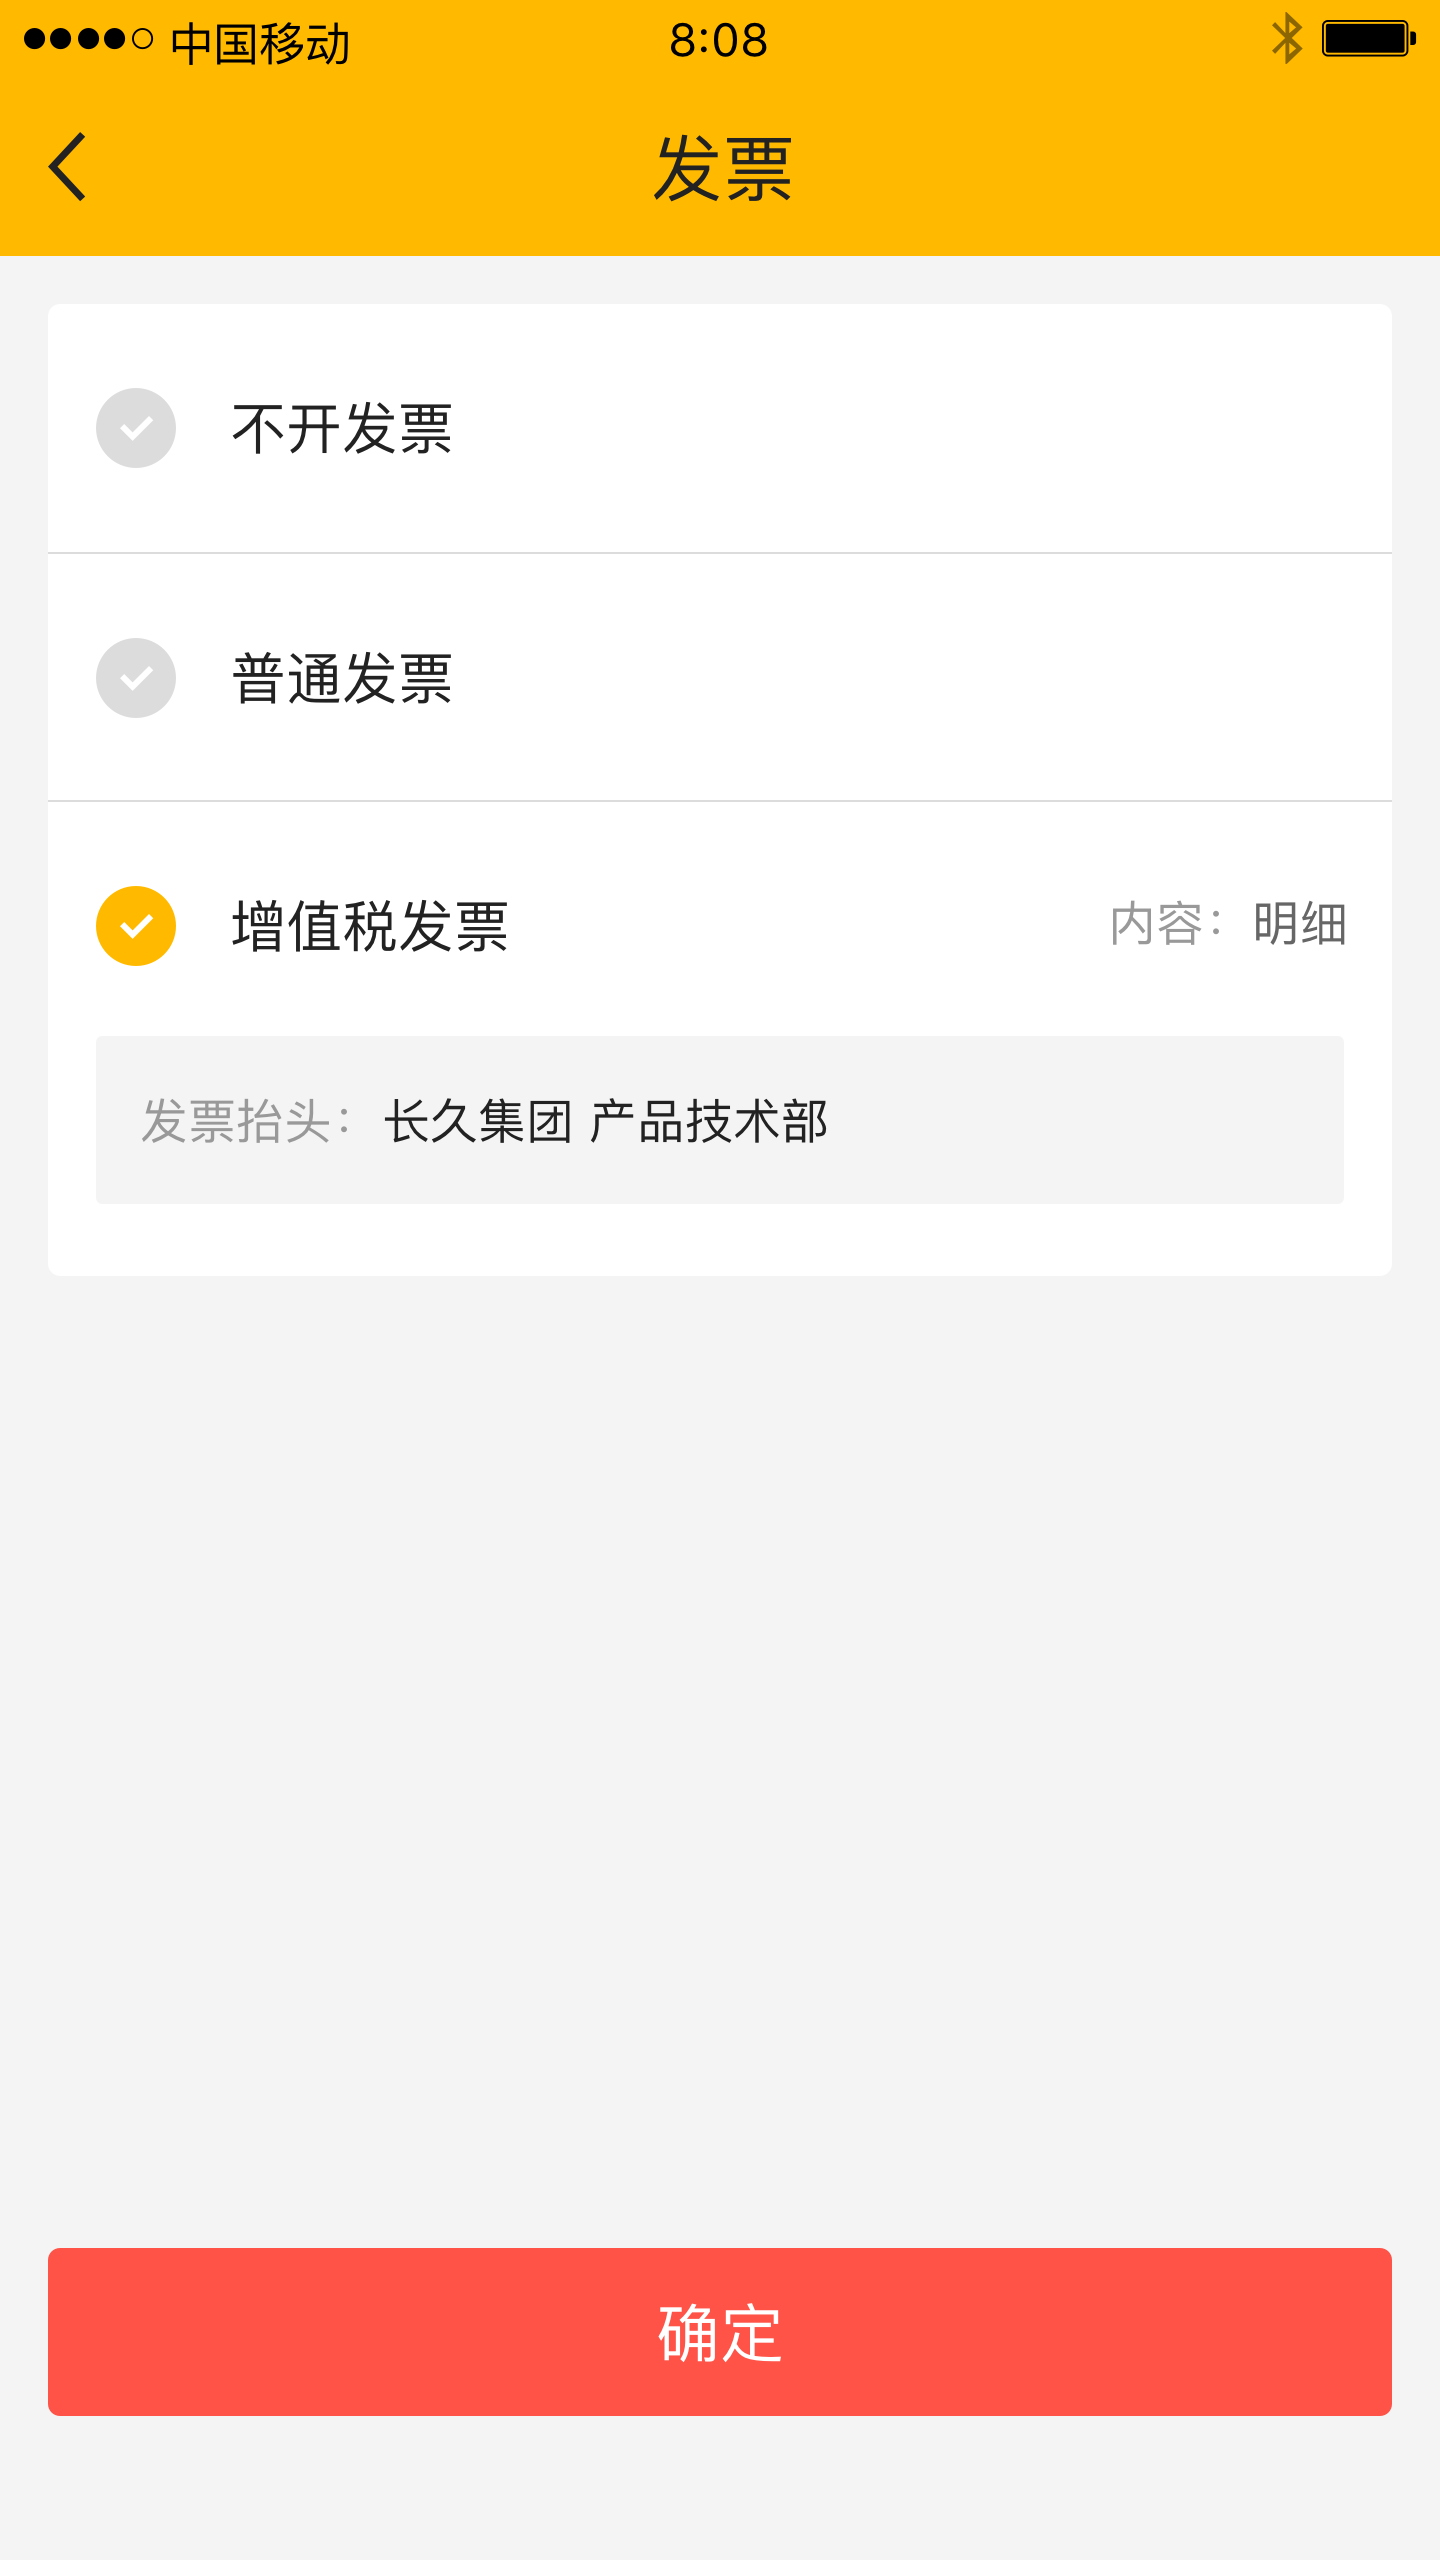 中国移动 8:08
发票
不开发票
普通发票
增值税发票 内容：明细
发票抬头：长久集团 产品技术部
确定